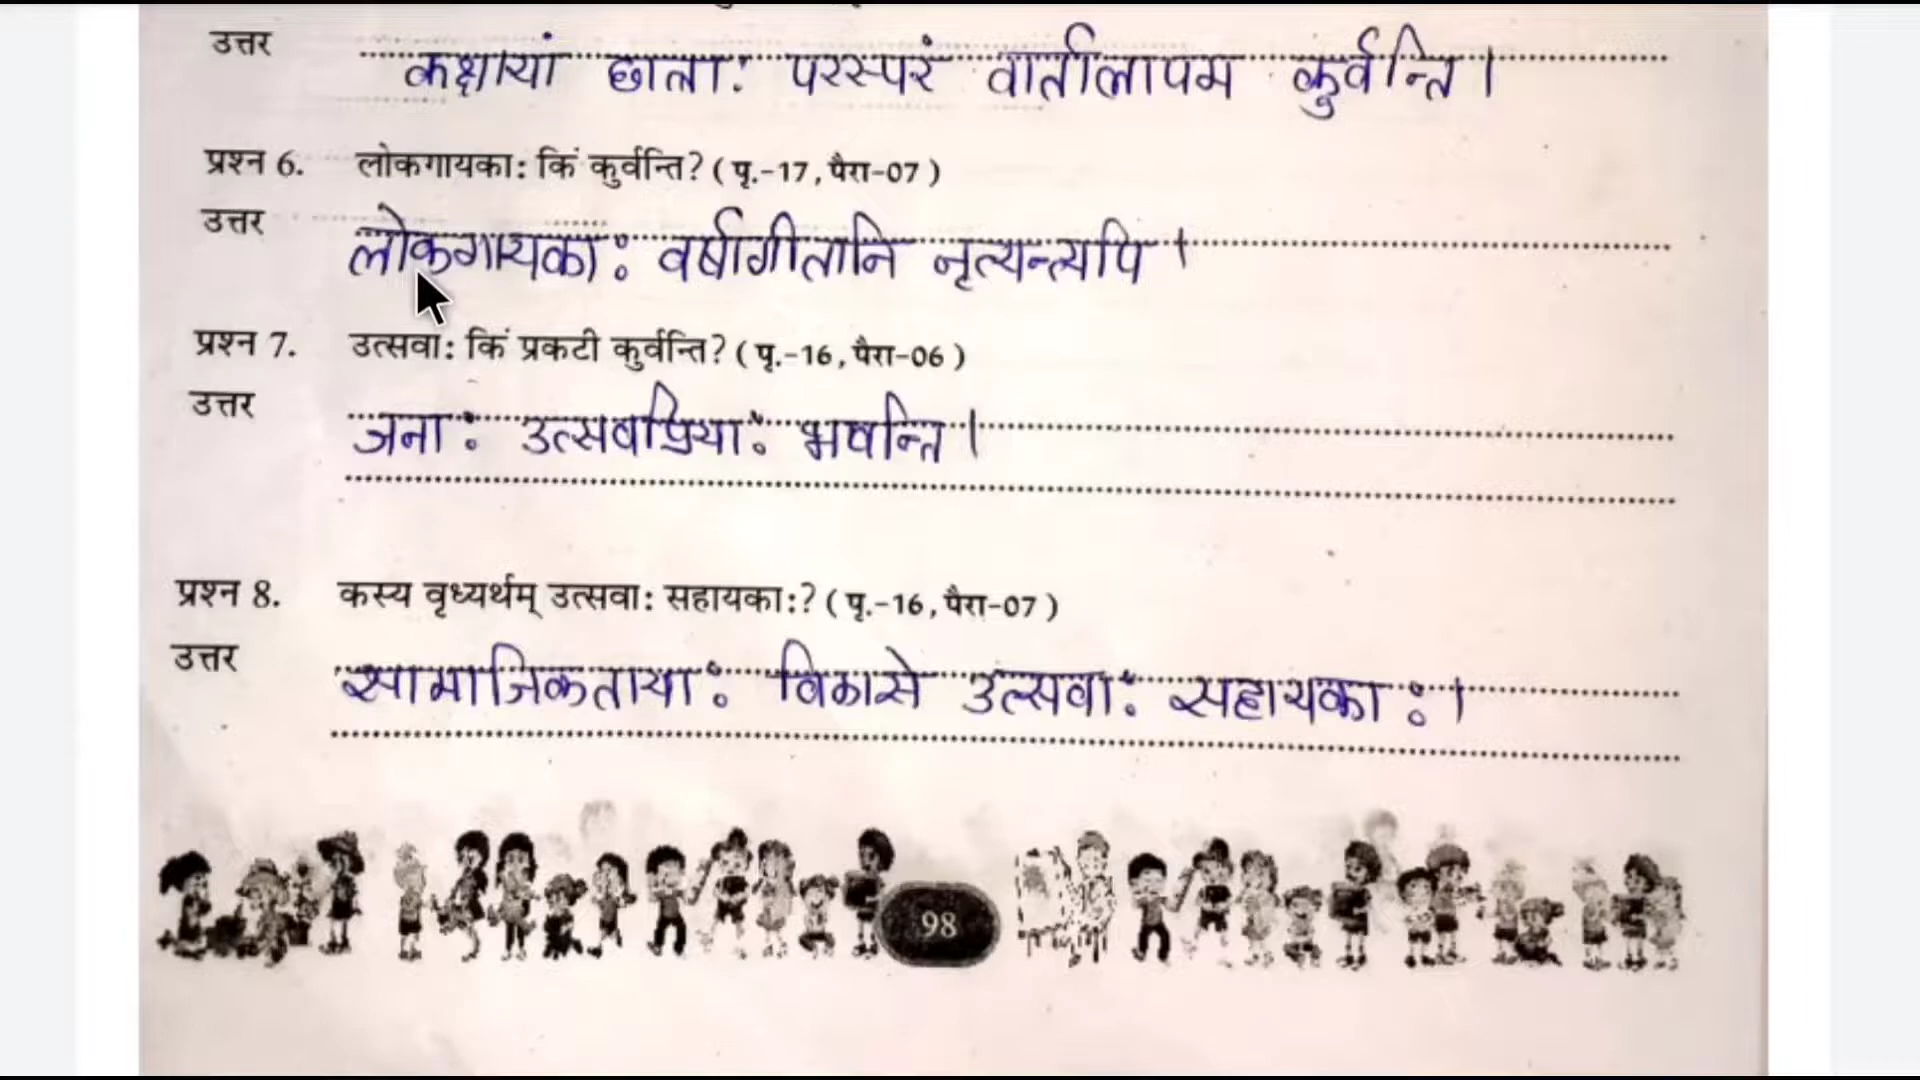 उत्तर
कक्षायां छात्रा: परस्परं वार्तालापम कुर्वन्ति।
प्रश्न 6. लोकगायका: किं कुर्वन्ति? (पृ.-17, पैरा-07)
उत्तर
लोकगायका: वर्षागीतानि नृत्यन्त्यपि।
प्रश्न 7. उत्सवा: किं प्रकटी कुर्वन्ति? (पृ.-16, पैरा-06)
उत्तर
जना: उत्सवप्रिया: भवन्ति।
प्रश्न 8. कस्य वृध्यर्थम् उत्सवा: सहायका:? (पृ.-16, पैरा-07)
उत्तर
सामाजिकताया: विकासे उत्सवा: सहायका:।
98